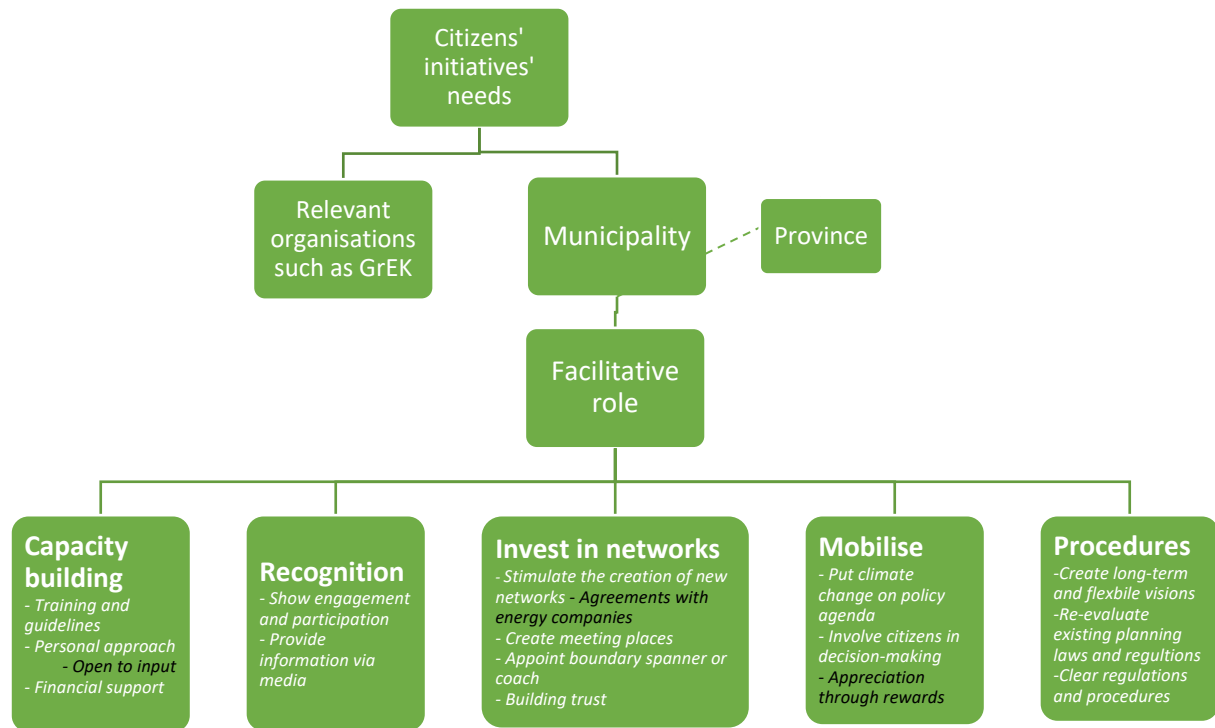 Citizens'
initiatives'
needs
Relevant
organisations
such as GrEK
Municipality
Province
Facilitative
role
Capacity
building
- Training and
guidelines
- Personal approach
- Open to input
- Financial support
Recognition
- Show engagement
and participation
- Provide
information via
media
Invest in networks
- Stimulate the creation of new
networks - Agreements with
energy companies
- Create meeting places
- Appoint boundary spanner or
coach
- Building trust
Mobilise
- Put climate
change on policy
agenda
- Involve citizens in
decision-making
- Appreciation
through rewards
Procedures
-Create long-term
and flexbile visions
-Re-evaluate
existing planning
laws and regultions
-Clear regulations
and procedures